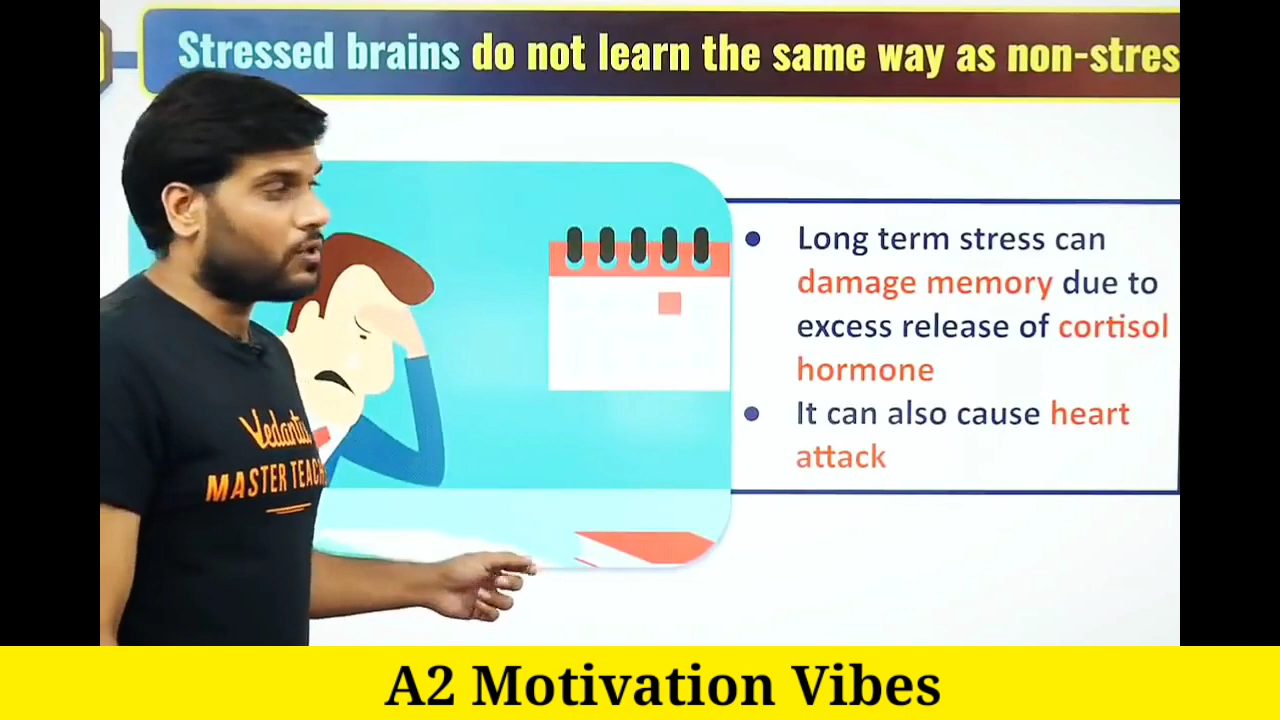 Stressed brains do not learn the same way as non-stres
Long term stress can
damage memory due to
excess release of cortisol
hormone
It can also cause heart
attack
Vedantu
MASTER TEACH
A2 Motivation Vibes